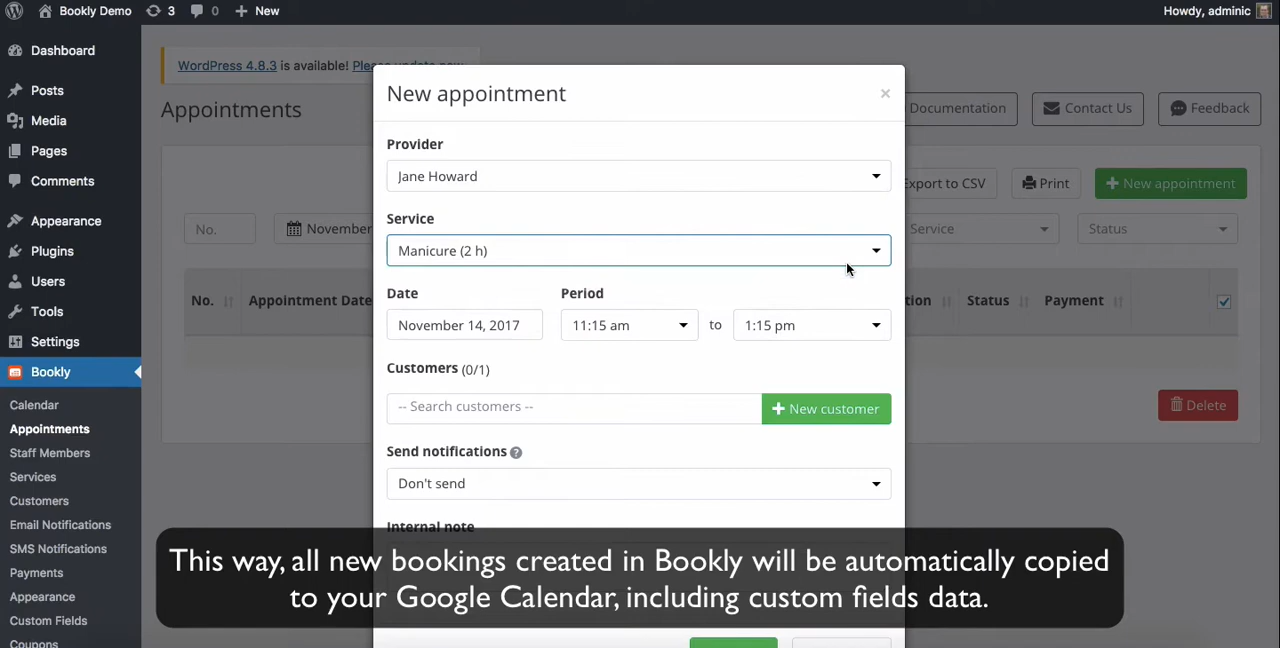 Bookly Demo 3 0 New Howdy, adminic
Dashboard
Posts
Media
Pages
Comments
Appearance
Plugins
Users
Tools
Settings
Bookly
Calendar
Appointments
Staff Members
Services
Customers
Email Notifications
SMS Notifications
Payments
Appearance
Custom Fields
Coupons
WordPress 4.8.3 is available! Please update now.
Appointments
Documentation Contact Us Feedback
Export to CSV Print New appointment
No. November Service Status
No. Appointment Date Status Payment
Delete
New appointment ×
Provider
Jane Howard
Service
Manicure (2 h)
Date Period
November 14, 2017 11:15 am to 1:15 pm
Customers (0/1)
-- Search customers -- New customer
Send notifications ?
Don't send
Internal note
This way, all new bookings created in Bookly will be automatically copied
to your Google Calendar, including custom fields data.